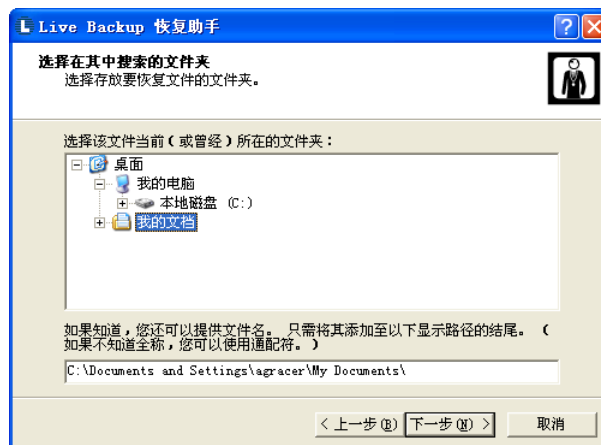 Live Backup 恢复助手
选择在其中搜索的文件夹
选择存放要恢复文件的文件夹。
选择该文件当前(或曾经)所在的文件夹:
桌面
我的电脑
本地磁盘 (C:)
我的文档
如果知道,您还可以提供文件名。 只需将其添加至以下显示路径的结尾。 (
如果不知道全称,您可以使用通配符。)
C:\Documents and Settings\agracer\My Documents\
< 上一步(B) 下一步(N) > 取消